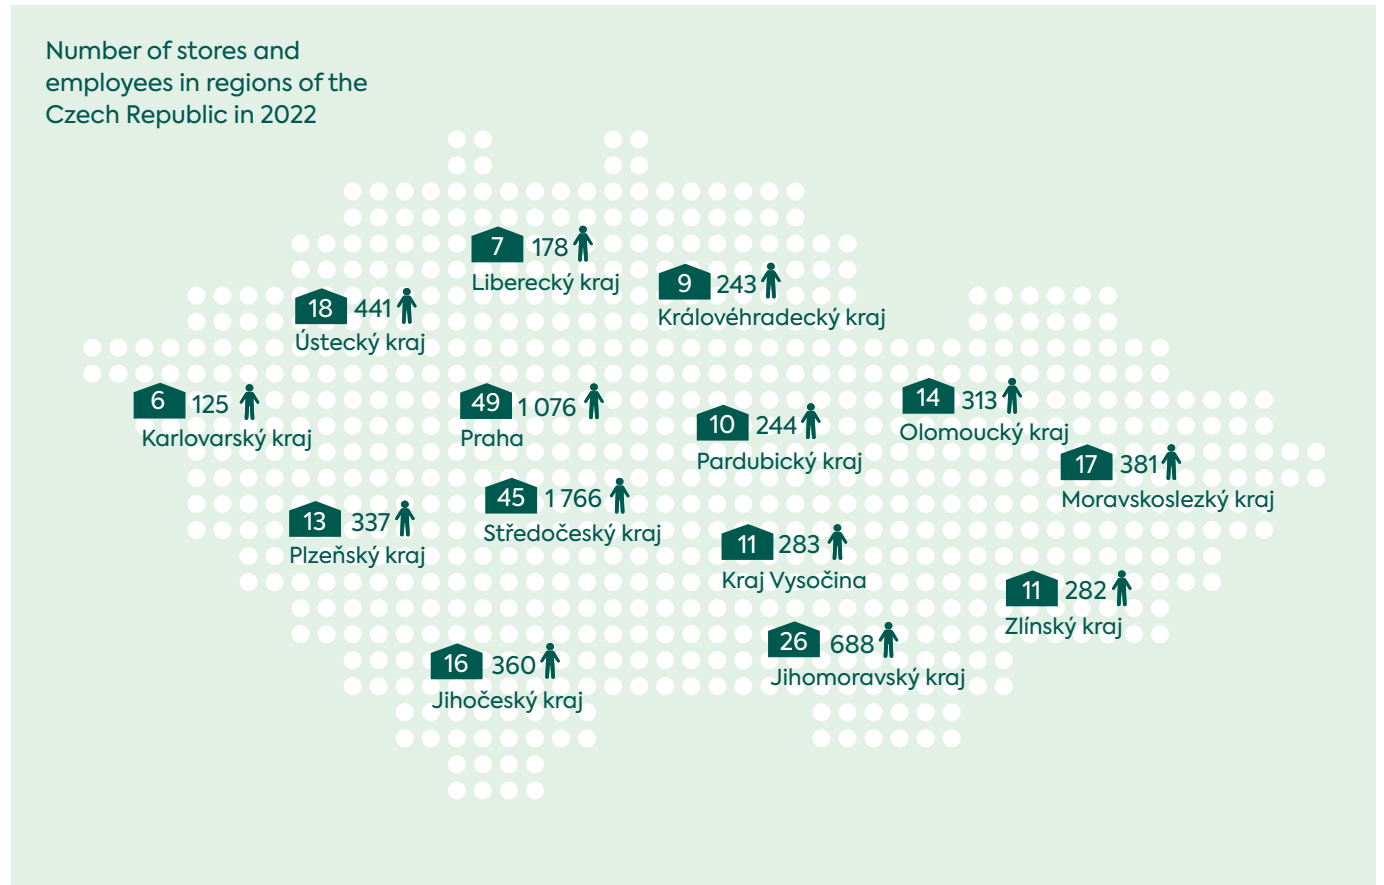 Number of stores and
employees in regions of the
Czech Republic in 2022
7 178
Liberecký kraj
9 243
Královéhradecký kraj
18 441
Ústecký kraj
6 125
Karlovarský kraj
49 1 076
Praha
10 244
Pardubický kraj
14 313
Olomoucký kraj
17 381
Moravskoslezký kraj
13 337
Plzeňský kraj
45 1 766
Středočeský kraj
11 283
Kraj Vysočina
11 282
Zlínský kraj
16 360
Jihočeský kraj
26 688
Jihomoravský kraj